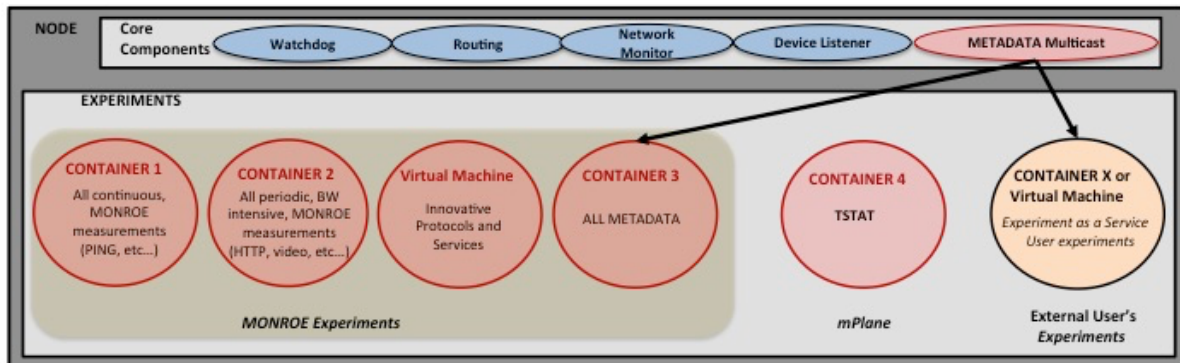 NODE
Core
Components
Watchdog
Routing
Network
Monitor
Device Listener
METADATA Multicast
EXPERIMENTS
CONTAINER 1
All continuous,
MONROE
measurements
(PING, etc...)
CONTAINER 2
All periodic, BW
intensive, MONROE
measurements
(HTTP, video, etc...)
Virtual Machine
Innovative
Protocols and
Services
CONTAINER 3
ALL METADATA
CONTAINER 4
TSTAT
CONTAINER X or
Virtual Machine
Experiment as a Service
User experiments
MONROE Experiments
mPlane
External User's
Experiments